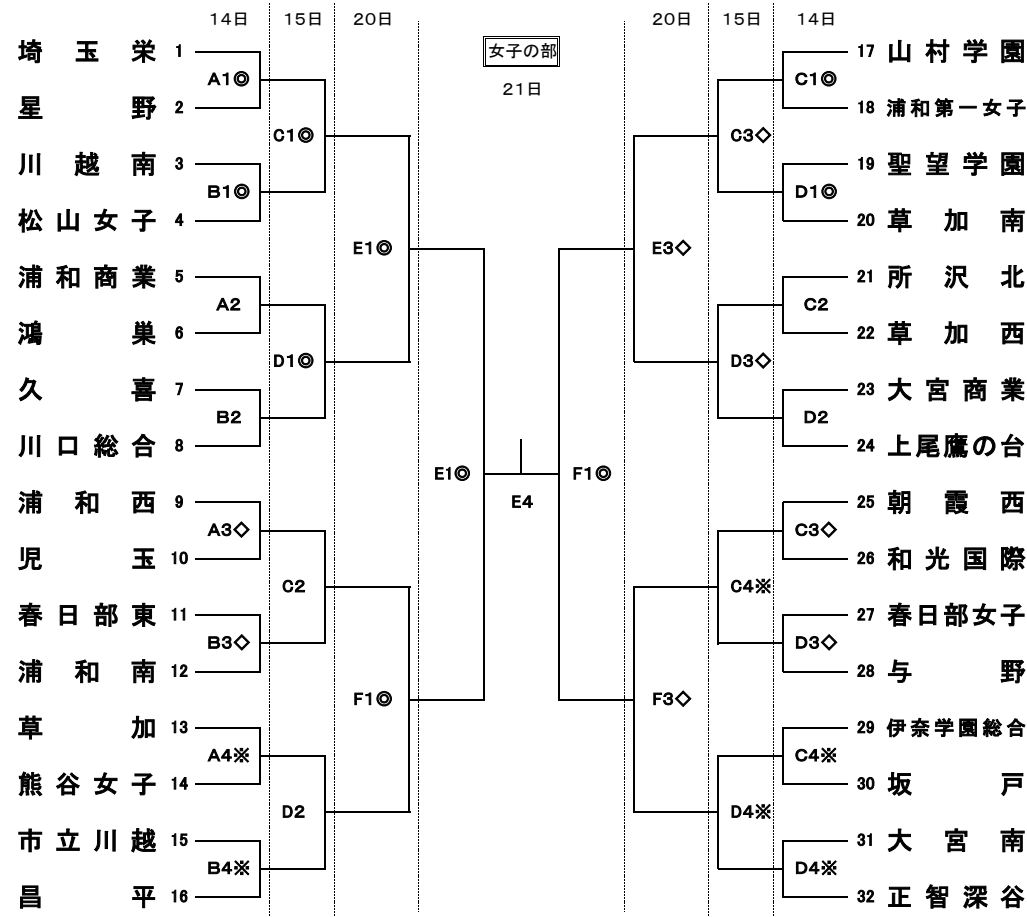 14日 15日 20日 20日 15日 14日
女子の部
21日
埼玉栄 1
A1◎
星野 2
C1◎
川越南 3
B1◎
松山女子 4
E1◎
浦和商業 5
A2
鴻巣 6
D1◎
久喜 7
B2
川口総合 8
E1◎
浦和西 9
A3◇
児玉 10
C2
春日部東 11
B3◇
浦和南 12
F1◎
草加 13
A4※
熊谷女子 14
D2
市立川越 15
B4※
昌平 16
E4
17 山村学園
C1◎
18 浦和第一女子
C3◇
19 聖望学園
D1◎
20 草加南
E3◇
21 所沢北
C2
22 草加西
D3◇
23 大宮商業
D2
24 上尾鷹の台
F1◎
25 朝霞西
C3◇
26 和光国際
C4※
27 春日部女子
D3◇
28 与野
F3◇
29 伊奈学園総合
C4※
30 坂戸
D4※
31 大宮南
D4※
32 正智深谷